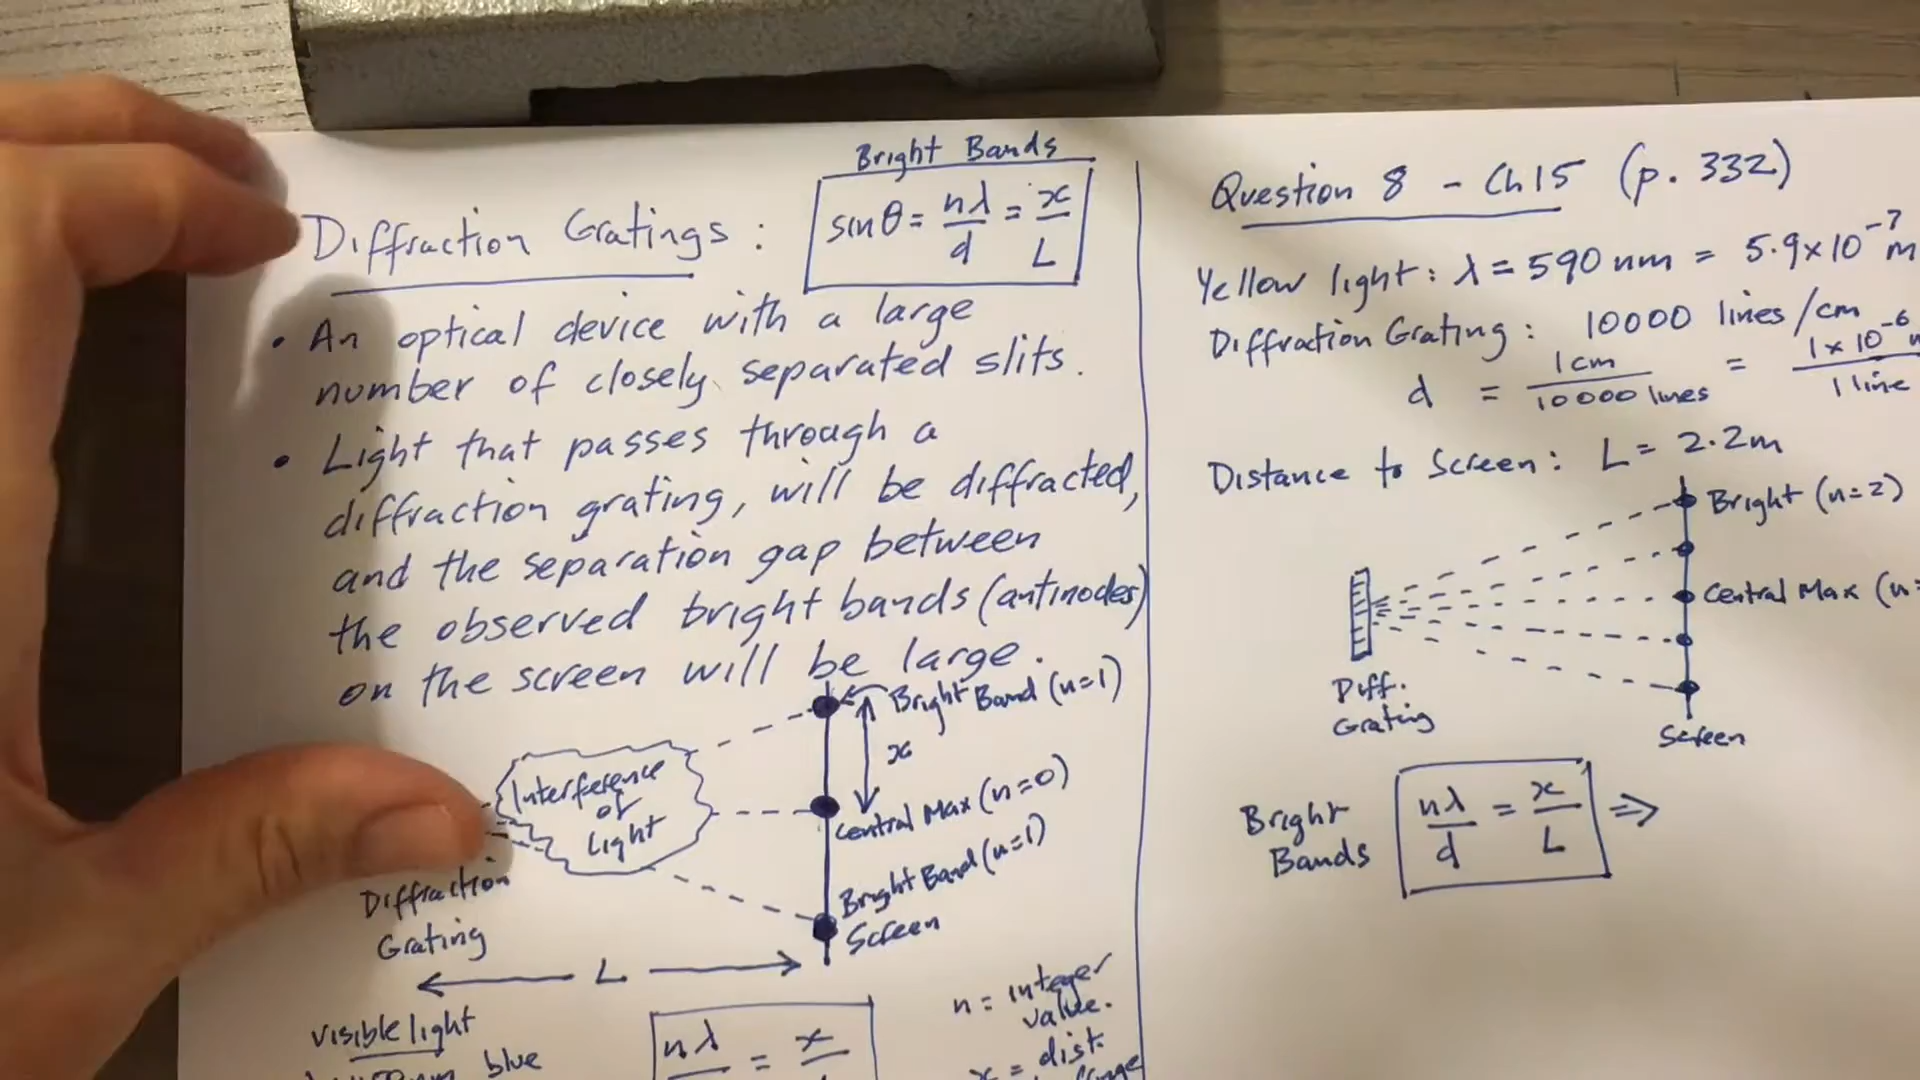 Bright Bands
Diffraction Gratings :
sinθ = nλ/d = x/L
• An optical device with a large
number of closely separated slits.
• Light that passes through a
diffraction grating, will be diffracted,
and the separation gap between
the observed bright bands (antinodes)
on the screen will be large.
Bright Band (n=1)
x
Interference
of
Light
Central Max (n=0)
Bright Band (n=1)
Screen
Diffraction
Grating
L
visible light
blue
nλ = x
n = integer
value.
x = dist.
Question 8 - Ch15 (p. 332)
Yellow light : λ = 590 nm = 5.9×10⁻⁷ m
Diffraction Grating : 10000 lines/cm
d = 1cm/10000 lines = 1×10⁻⁶ m/1 line
Distance to Screen : L = 2.2m
Bright (n=2)
Central Max (n=
Diff.
Grating
Screen
Bright
Bands
nλ/d = x/L ⇒